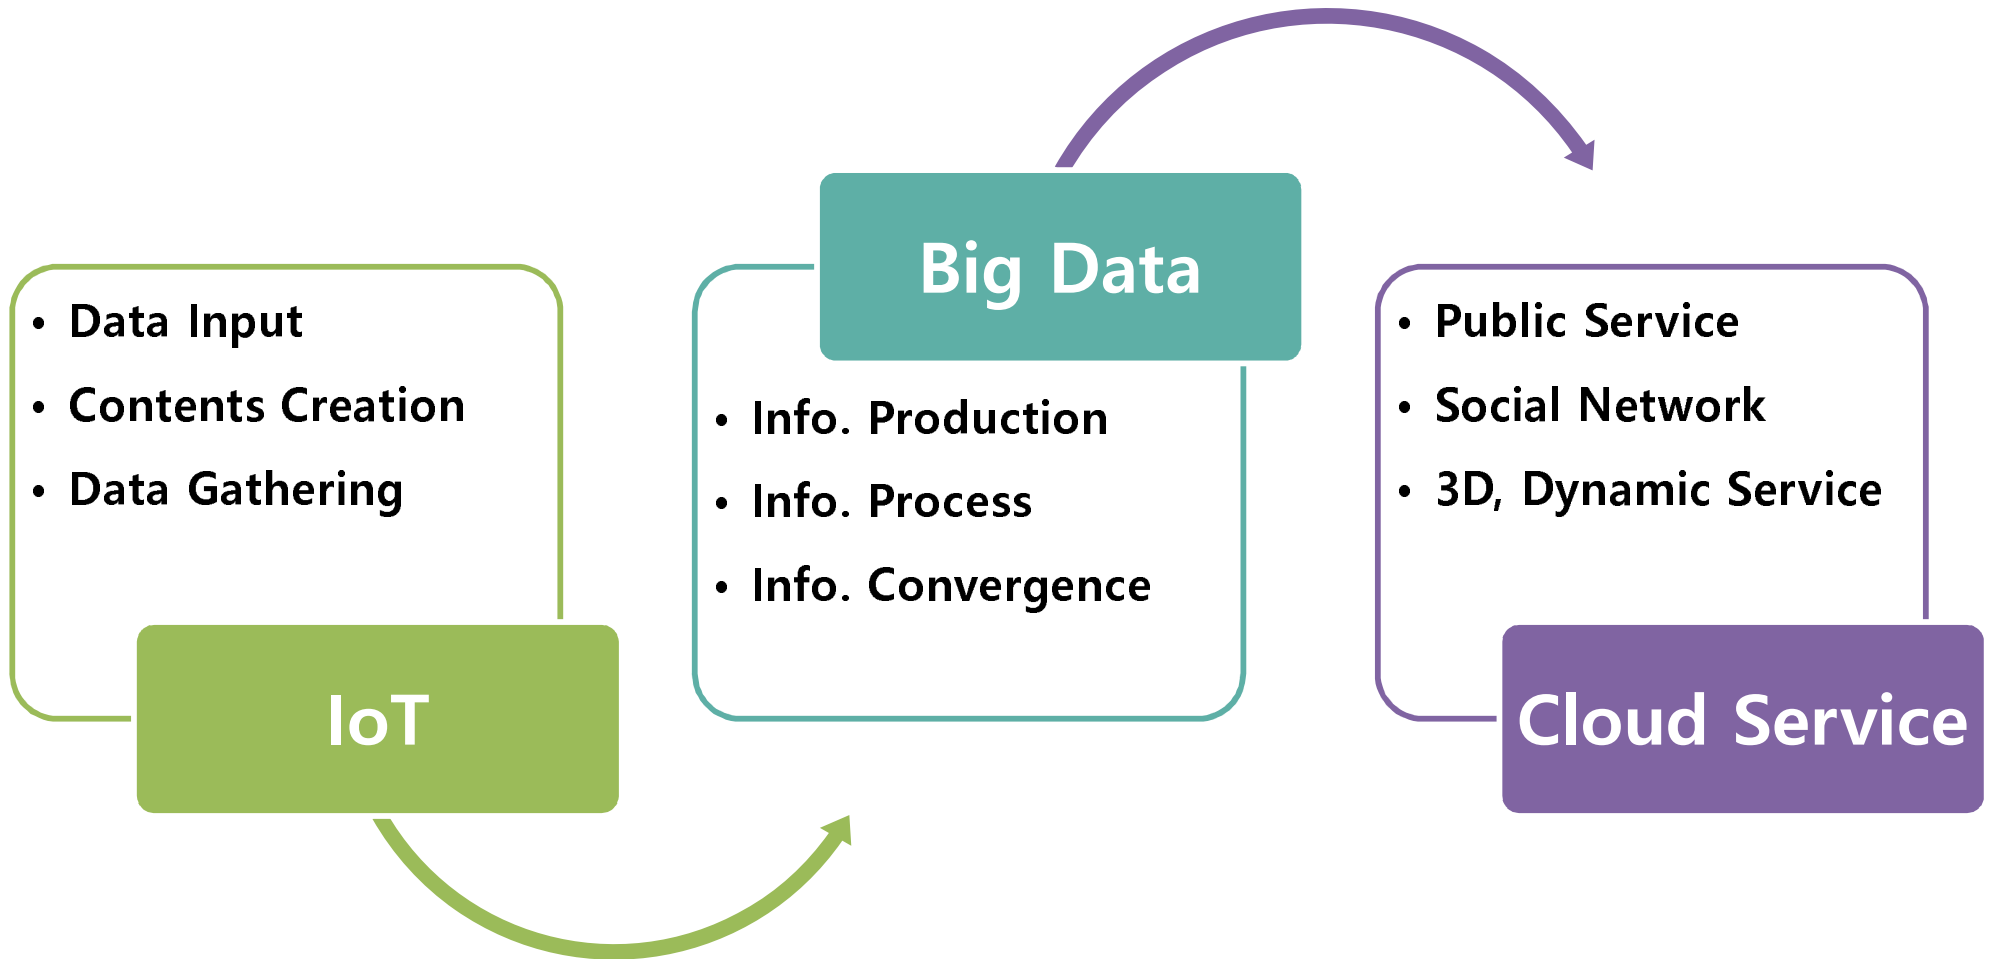 • Data Input
• Contents Creation
• Data Gathering
IoT
Big Data
• Info. Production
• Info. Process
• Info. Convergence
• Public Service
• Social Network
• 3D, Dynamic Service
Cloud Service